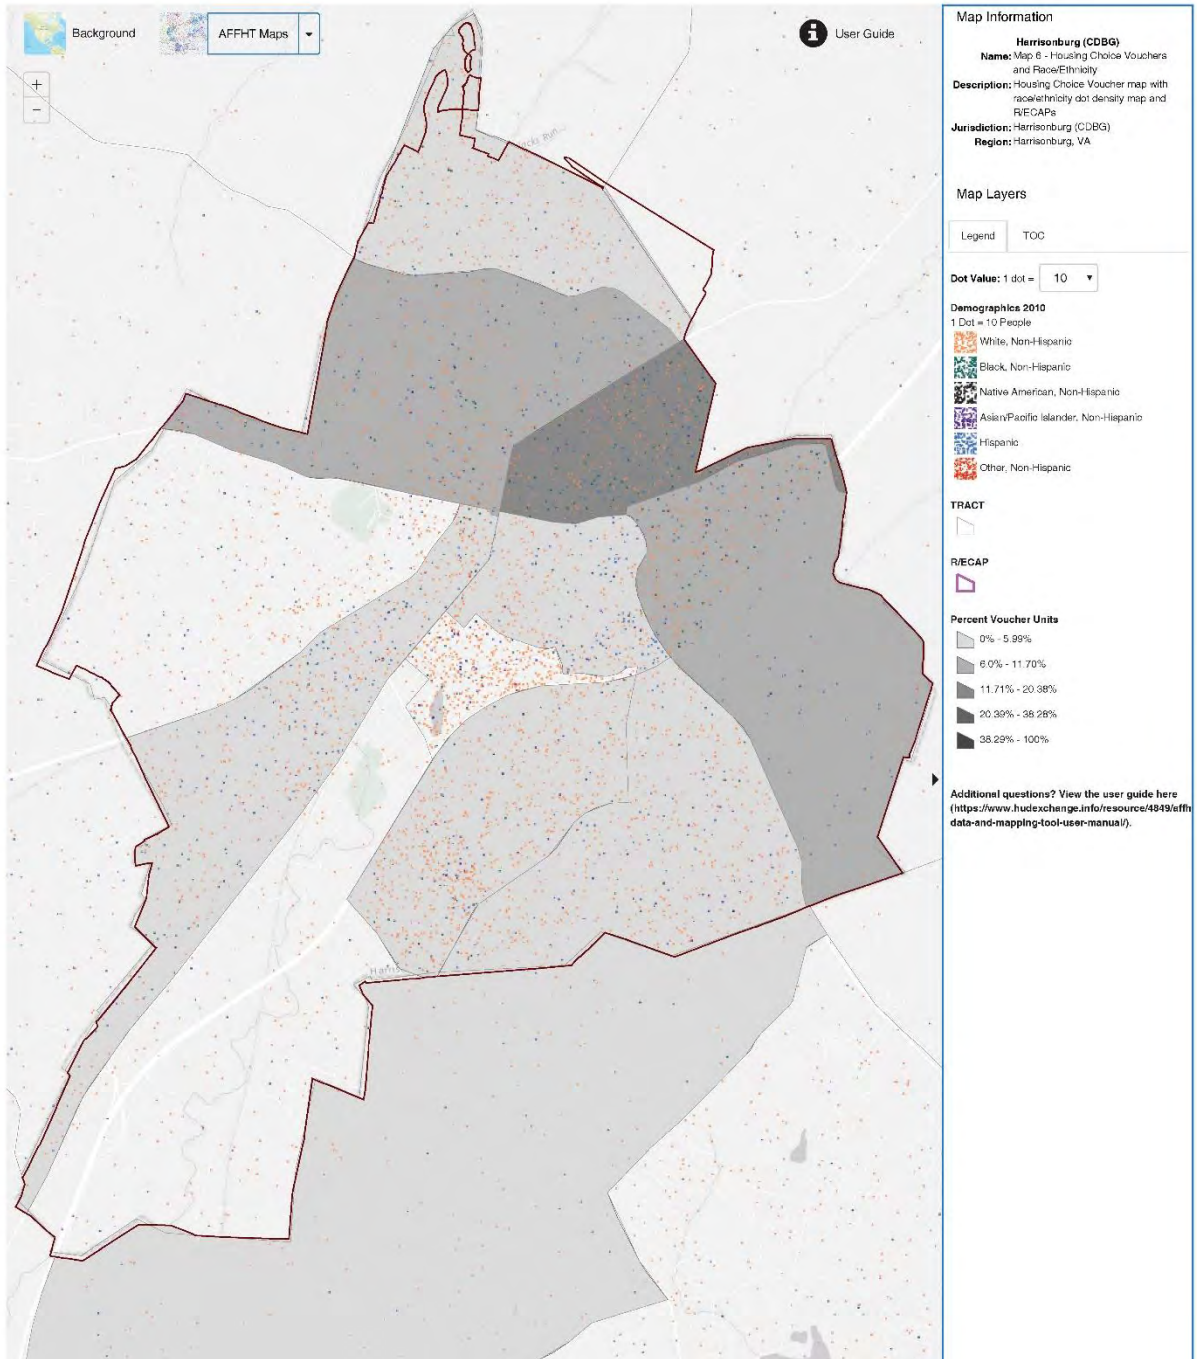 Background
AFFHT Maps
User Guide
+
−
Map Information
Harrisonburg (CDBG)
Name: Map 6 - Housing Choice Vouchers
and Race/Ethnicity
Description: Housing Choice Voucher map with
race/ethnicity dot density map and
R/ECAPs
Jurisdiction: Harrisonburg (CDBG)
Region: Harrisonburg, VA
Map Layers
Legend
TOC
Dot Value: 1 dot = 10
Demographics 2010
1 Dot = 10 People
White, Non-Hispanic
Black, Non-Hispanic
Native American, Non-Hispanic
Asian/Pacific Islander, Non-Hispanic
Hispanic
Other, Non-Hispanic
TRACT
R/ECAP
Percent Voucher Units
0% - 5.99%
6.0% - 11.70%
11.71% - 20.38%
20.39% - 38.28%
38.29% - 100%
Additional questions? View the user guide here
(https://www.hudexchange.info/resource/4849/affh
data-and-mapping-tool-user-manual/).